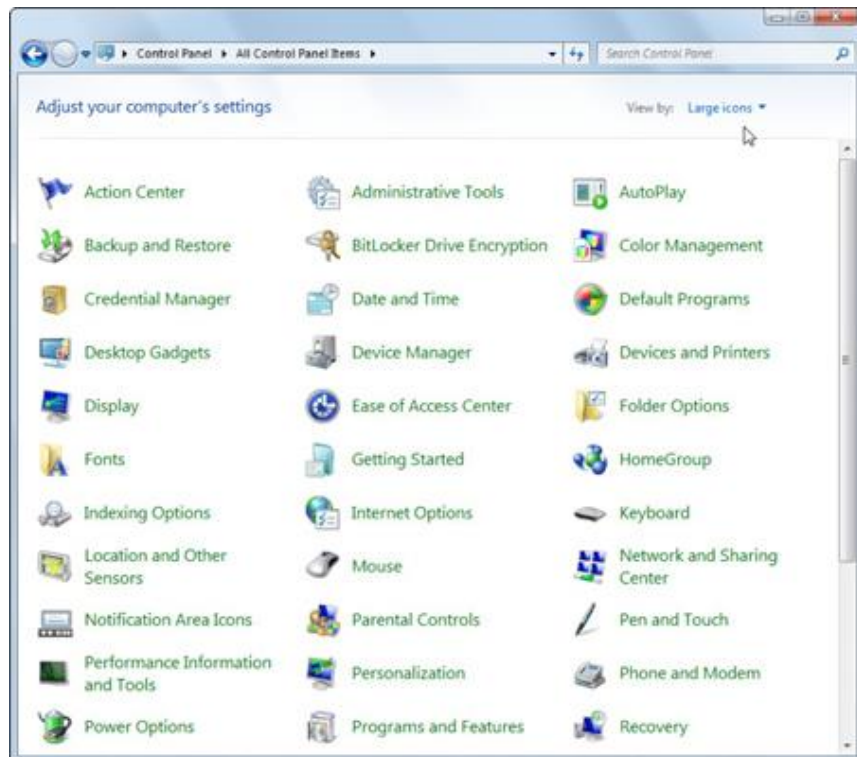 Control Panel All Control Panel Items
Search Control Panel
Adjust your computer's settings
View by: Large icons
Action Center
Administrative Tools
AutoPlay
Backup and Restore
BitLocker Drive Encryption
Color Management
Credential Manager
Date and Time
Default Programs
Desktop Gadgets
Device Manager
Devices and Printers
Display
Ease of Access Center
Folder Options
Fonts
Getting Started
HomeGroup
Indexing Options
Internet Options
Keyboard
Location and Other
Sensors
Mouse
Network and Sharing
Center
Notification Area Icons
Parental Controls
Pen and Touch
Performance Information
and Tools
Personalization
Phone and Modem
Power Options
Programs and Features
Recovery